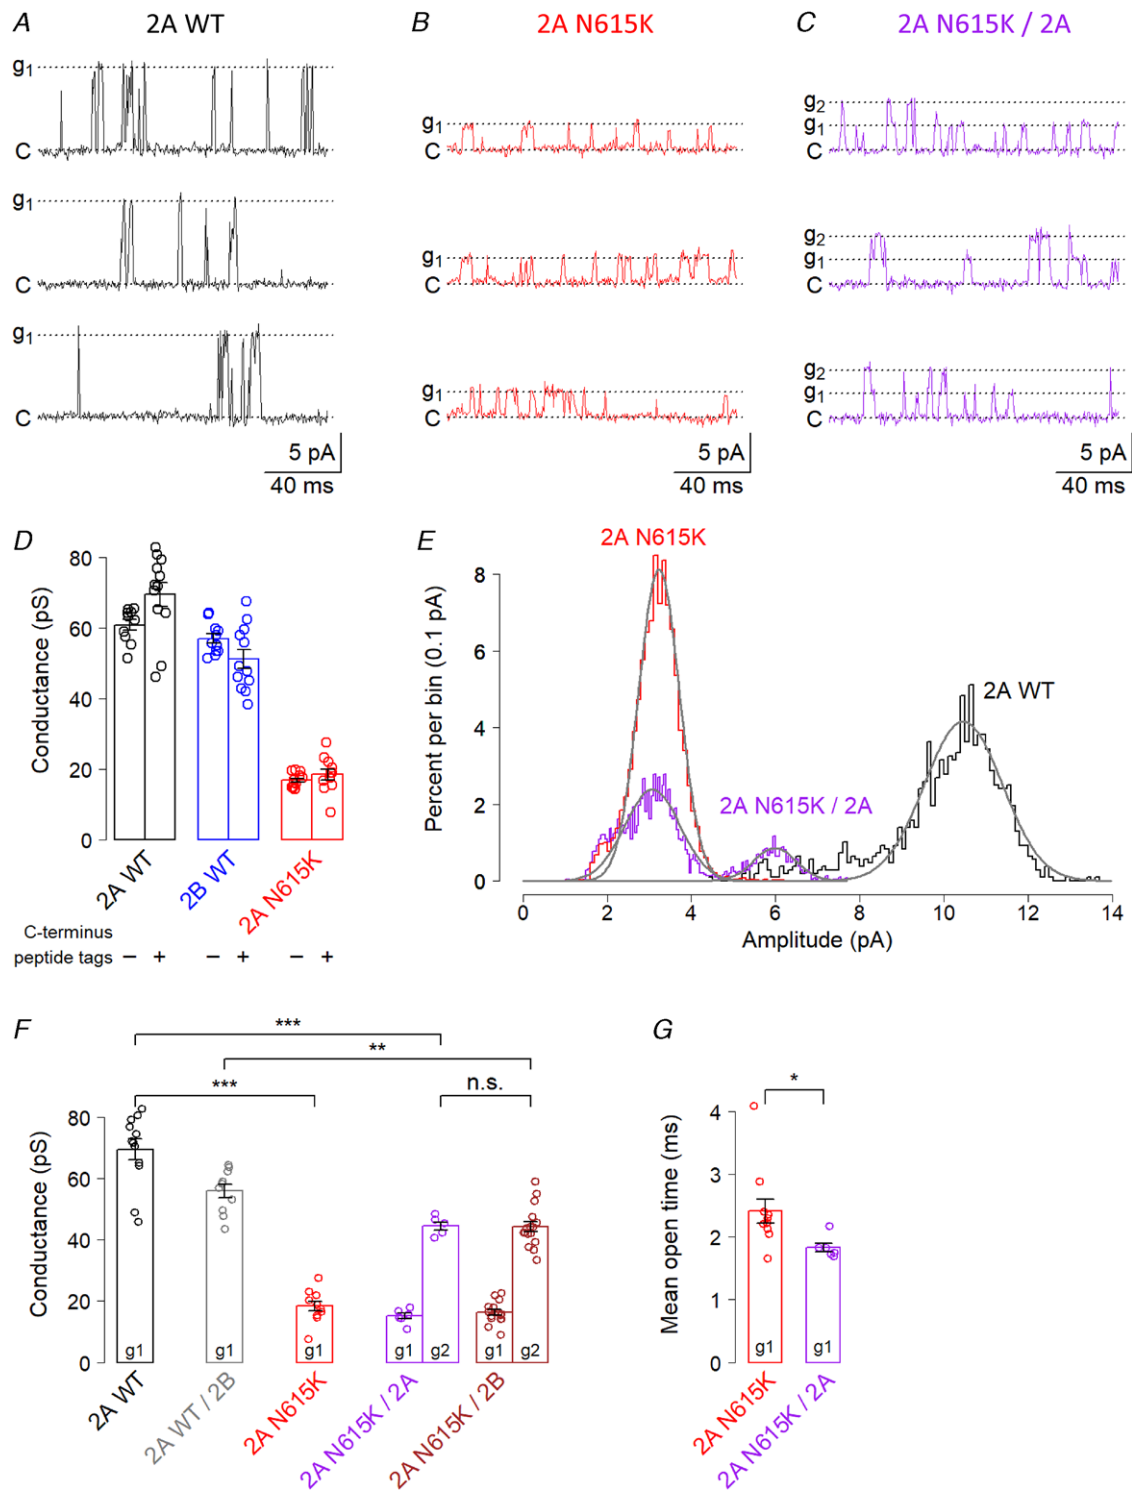 A 2A WT
B 2A N615K
C 2A N615K / 2A
g1
C
g1
C
g1
C
5 pA
40 ms
g1
C
g1
C
g1
C
5 pA
40 ms
g2
g1
C
g2
g1
C
g2
g1
C
5 pA
40 ms
D
Conductance (pS)
80
60
40
20
0
2A WT
2B WT
2A N615K
C-terminus
peptide tags − + − + − +
E
Percent per bin (0.1 pA)
8
6
4
2
0
2A N615K
2A N615K / 2A
2A WT
0 2 4 6 8 10 12 14
Amplitude (pA)
F
***
**
***
n.s.
Conductance (pS)
80
60
40
20
0
g1 g1 g1 g1 g2 g1 g2
2A WT
2A WT / 2B
2A N615K
2A N615K / 2A
2A N615K / 2B
G
*
Mean open time (ms)
4
3
2
1
0
g1 g1
2A N615K
2A N615K / 2A